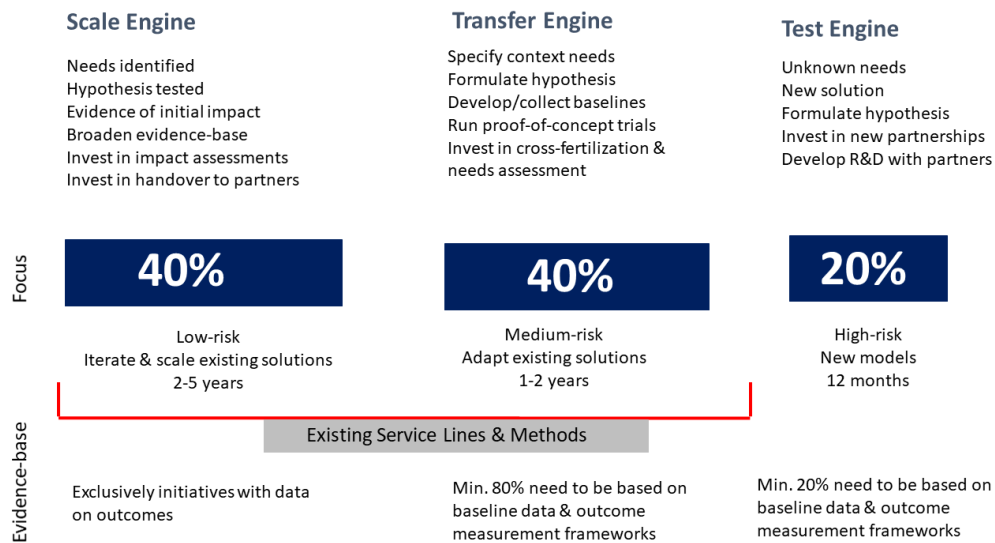 Scale Engine
Needs identified
Hypothesis tested
Evidence of initial impact
Broaden evidence-base
Invest in impact assessments
Invest in handover to partners
Transfer Engine
Specify context needs
Formulate hypothesis
Develop/collect baselines
Run proof-of-concept trials
Invest in cross-fertilization &
needs assessment
Test Engine
Unknown needs
New solution
Formulate hypothesis
Invest in new partnerships
Develop R&D with partners
Focus
40%
40%
20%
Low-risk
Iterate & scale existing solutions
2-5 years
Medium-risk
Adapt existing solutions
1-2 years
High-risk
New models
12 months
Existing Service Lines & Methods
Evidence-base
Exclusively initiatives with data
on outcomes
Min. 80% need to be based on
baseline data & outcome
measurement frameworks
Min. 20% need to be based on
baseline data & outcome
measurement frameworks